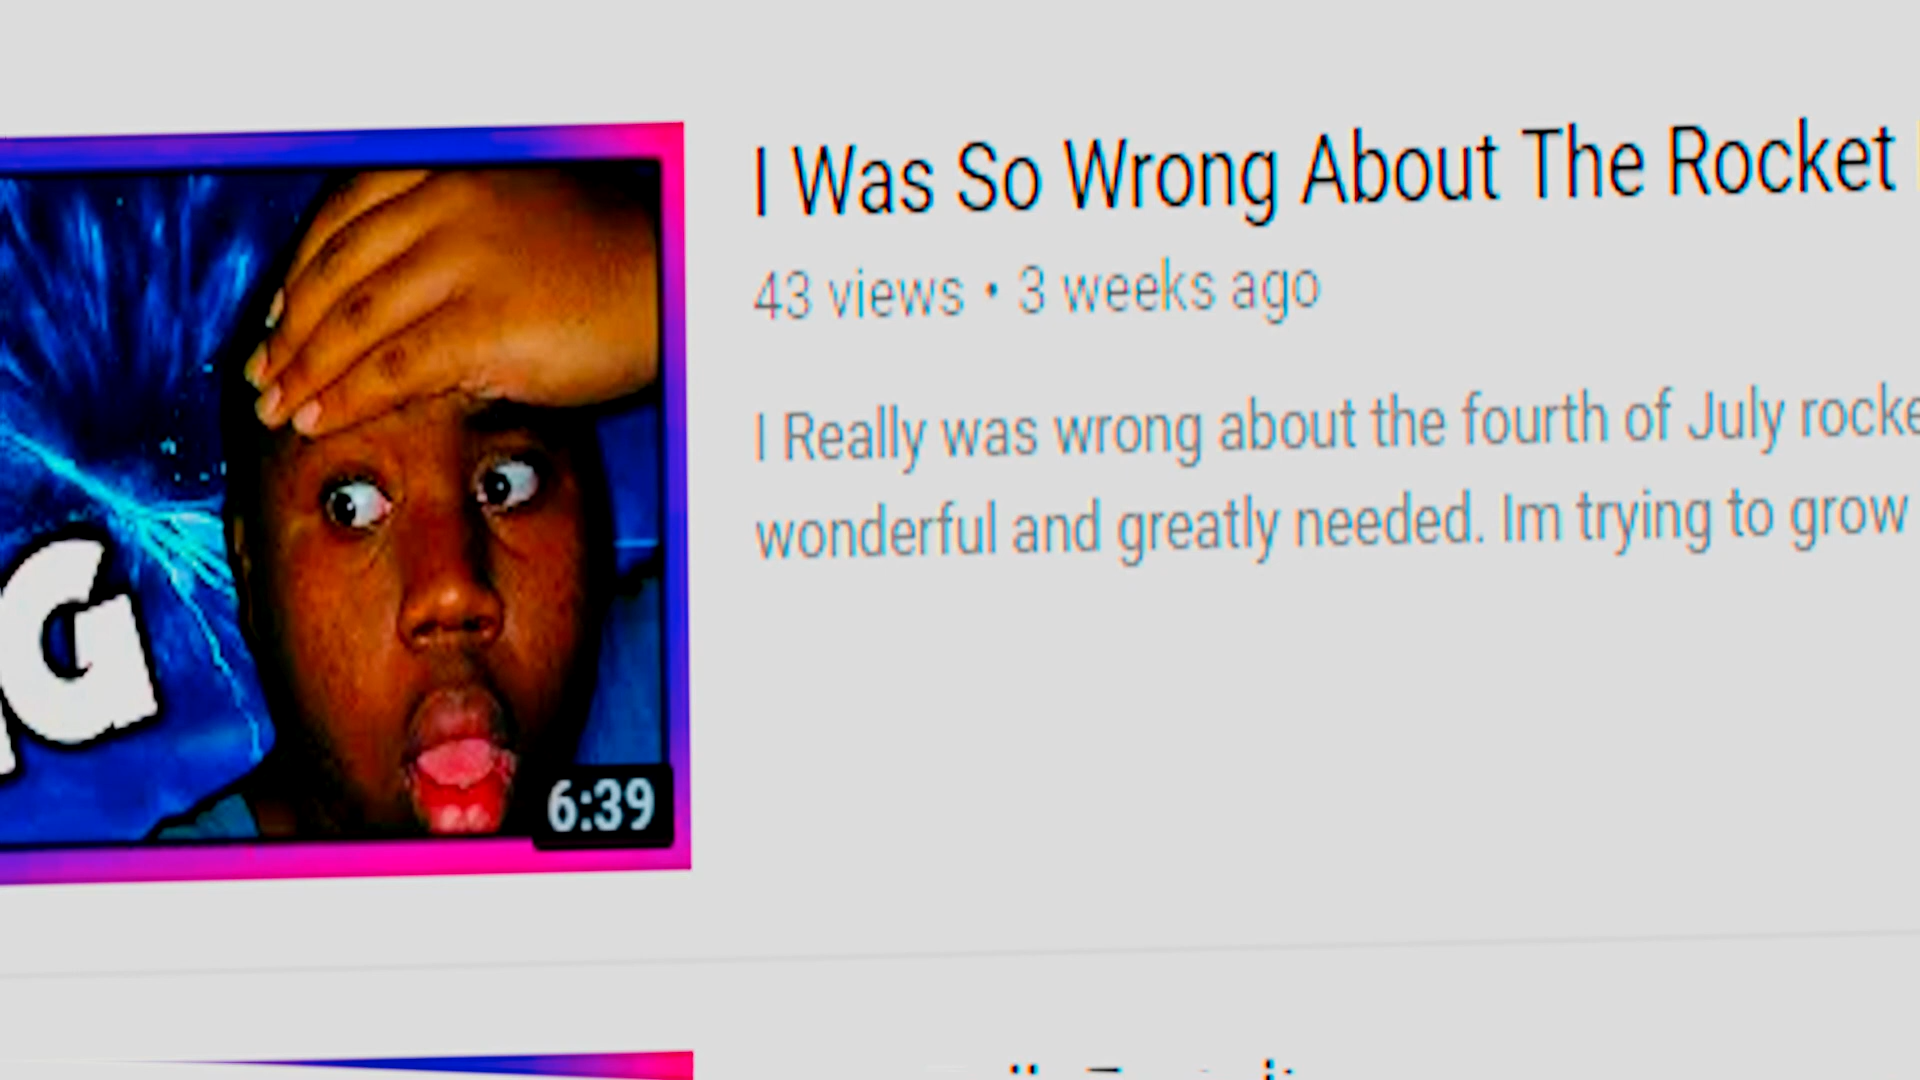 I Was So Wrong About The Rocket
43 views • 3 weeks ago
I Really was wrong about the fourth of July rocke
wonderful and greatly needed. Im trying to grow
G
6:39